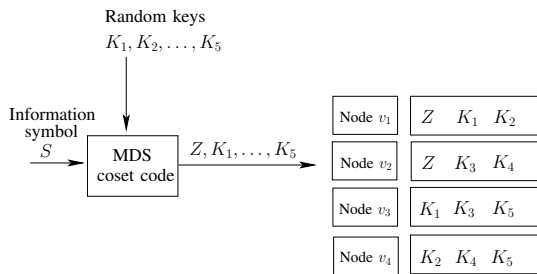 Random keys
K₁, K₂, . . . , K₅
Information
symbol
S
MDS
coset code
Z, K₁, . . . , K₅
Node v₁
Z K₁ K₂
Node v₂
Z K₃ K₄
Node v₃
K₁ K₃ K₅
Node v₄
K₂ K₄ K₅